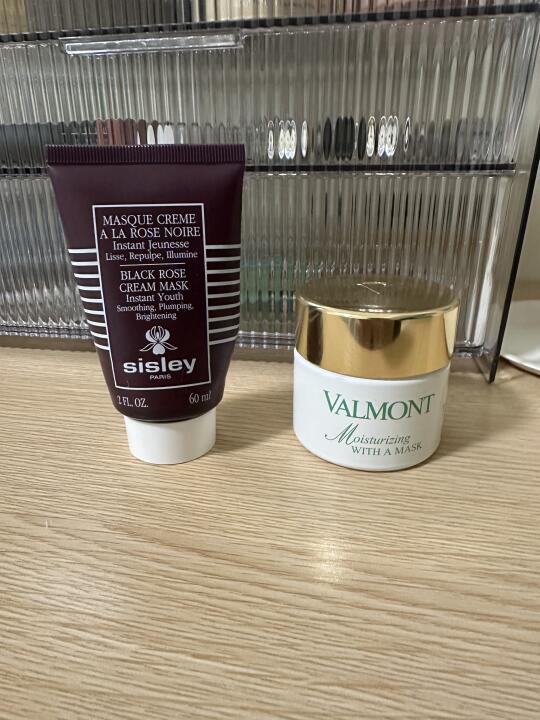 MASQUE CREME
A LA ROSE NOIRE
Instant Jeunesse
Lisse, Repulpe, Illumine
BLACK ROSE
CREAM MASK
Instant Youth
Smoothing, Plumping,
Brightening
sisley
PARIS
2 FL. OZ. 60 ml
VALMONT
Moisturizing
WITH A MASK